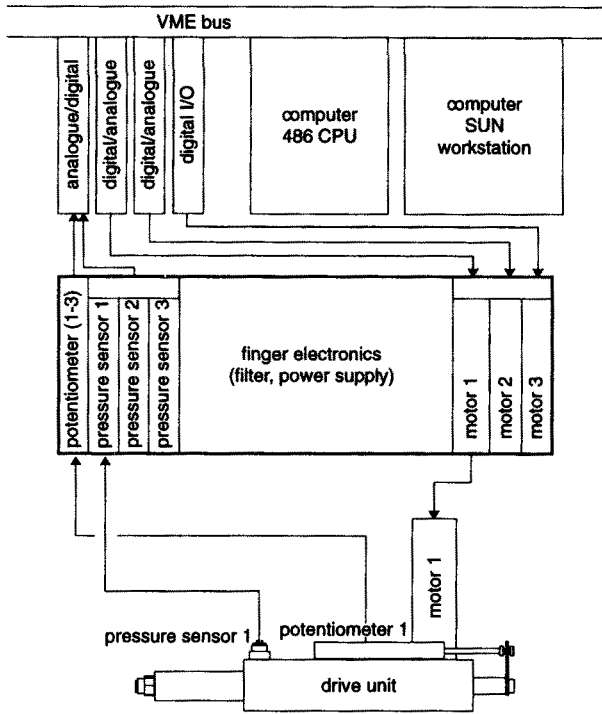 VME bus
analogue/digital
digital/analogue
digital/analogue
digital I/O
computer
486 CPU
computer
SUN
workstation
potentiometer (1-3)
pressure sensor 1
pressure sensor 2
pressure sensor 3
finger electronics
(filter, power supply)
motor 1
motor 2
motor 3
motor 1
pressure sensor 1
potentiometer 1
drive unit